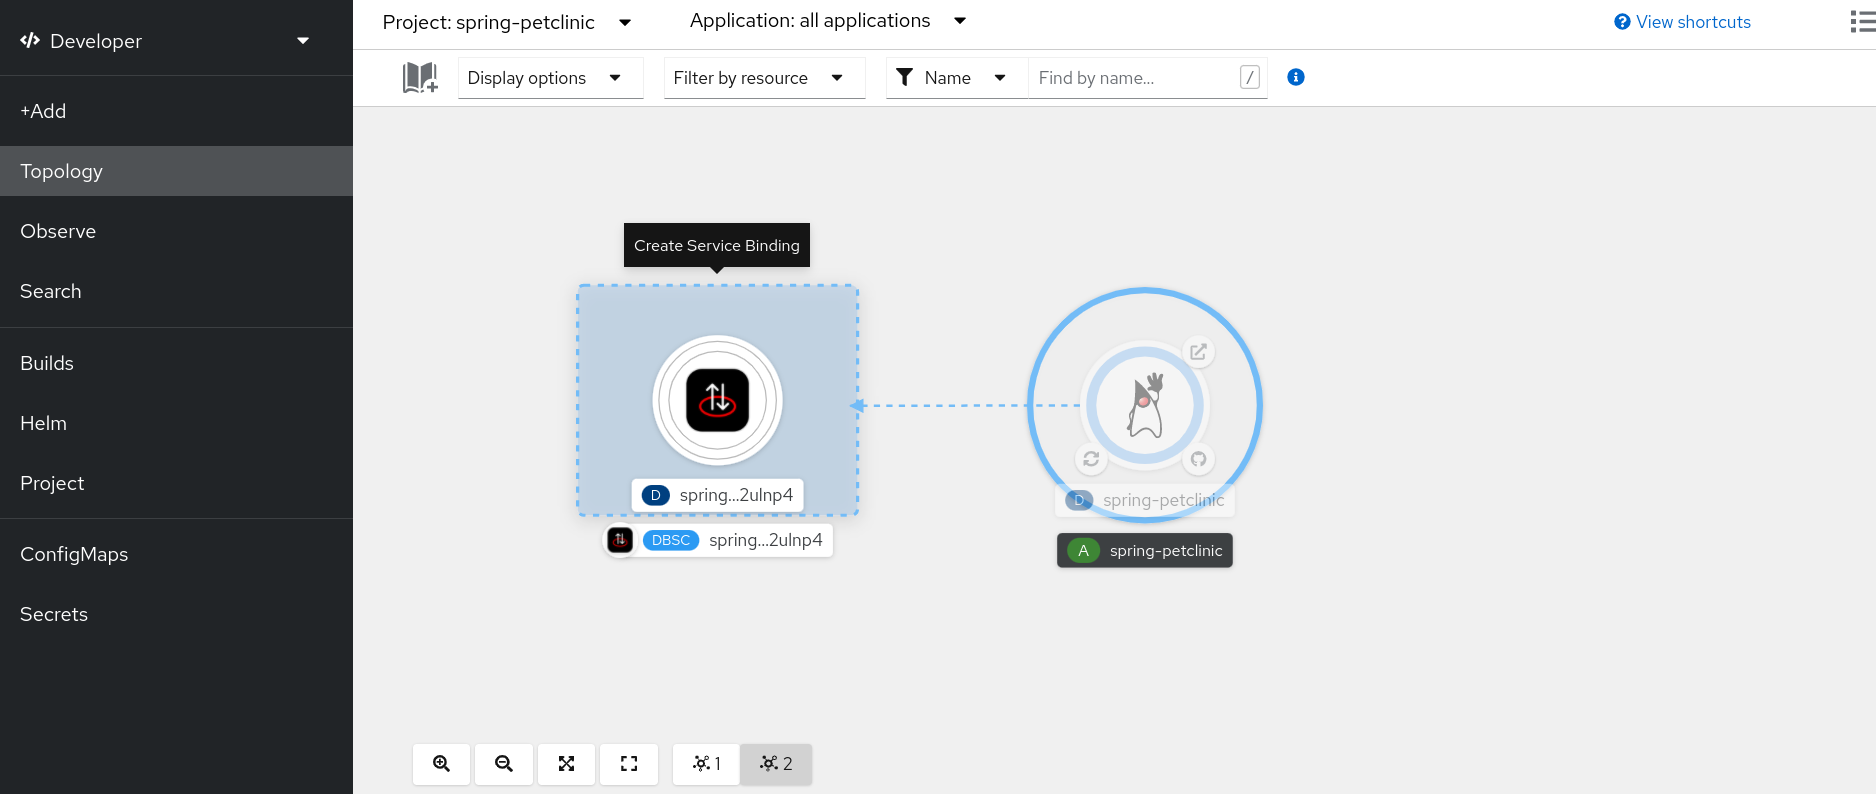 Project: spring-petclinic
Application: all applications
View shortcuts
Developer
Display options
Filter by resource
Name
Find by name...
/
+Add
Topology
Observe
Search
Builds
Helm
Project
ConfigMaps
Secrets
Create Service Binding
D spring...2ulnp4
DBSC spring...2ulnp4
D spring-petclinic
A spring-petclinic
1
2